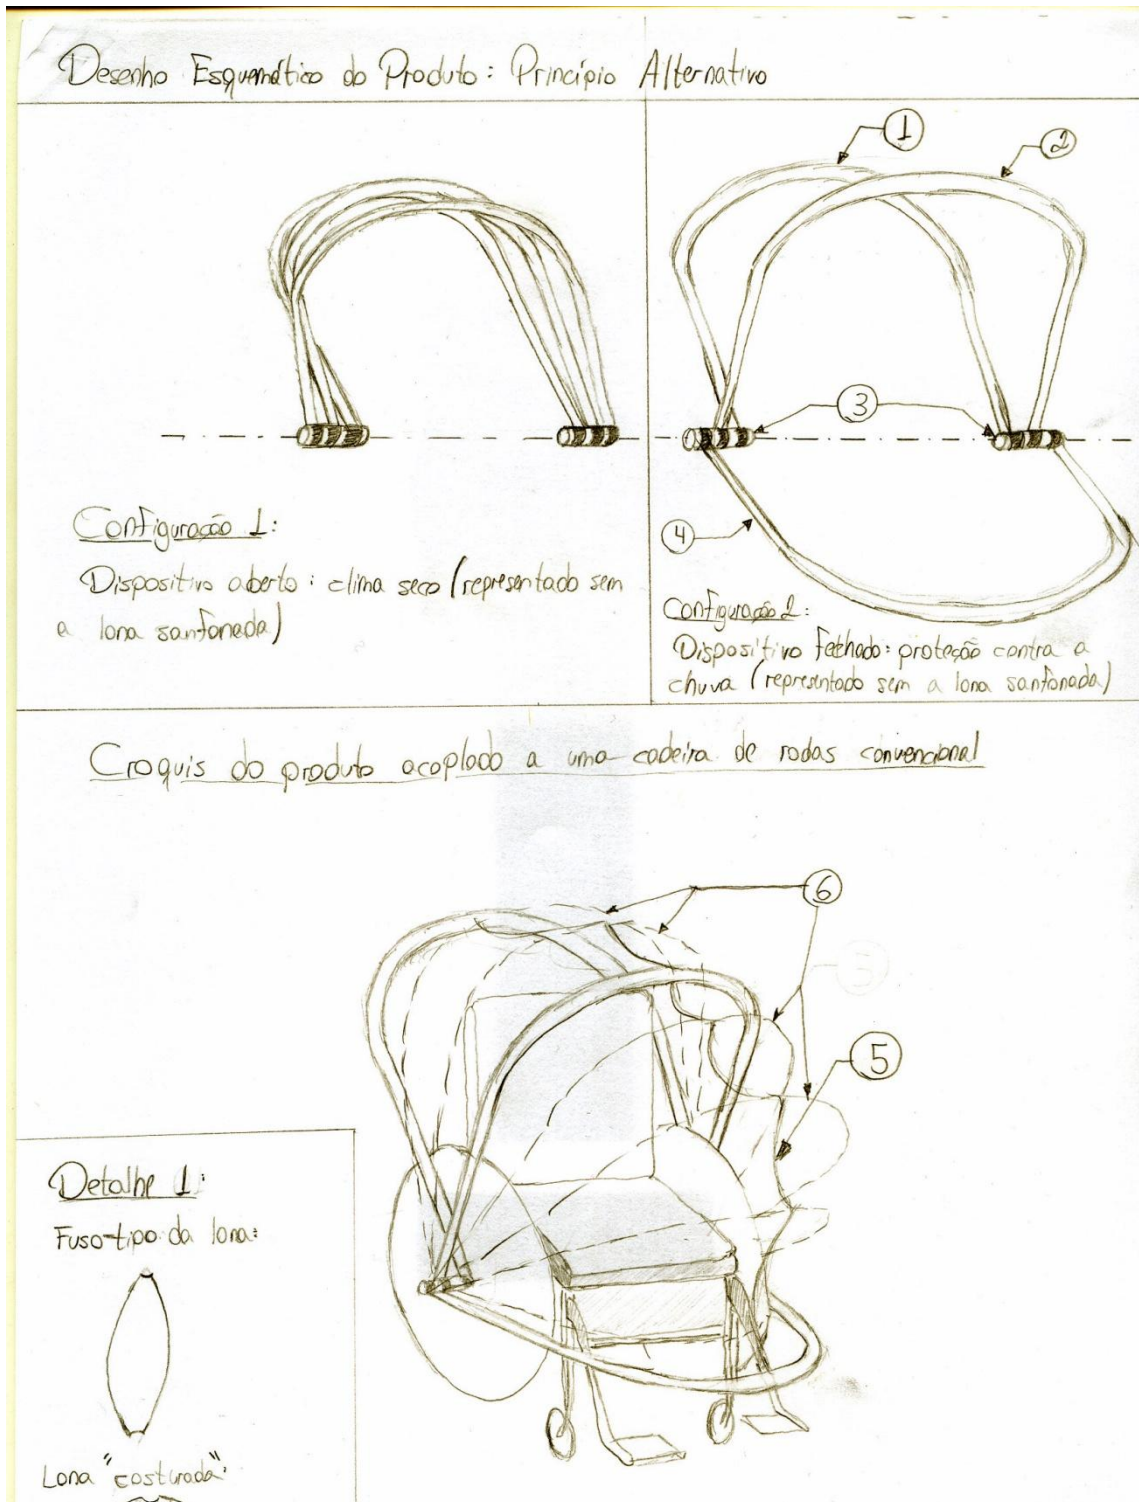 Desenho Esquemático do Produto: Princípio Alternativo
1
2
3
4
Configuração 1:
Dispositivo aberto: clima seco (representado sem
a lona sanfonada)
Configuração 2:
Dispositivo fechado: proteção contra a
chuva (representado sem a lona sanfonada)
Croquis do produto acoplado a uma cadeira de rodas convencional
6
5
5
Detalhe 1:
Fuso-tipo da lona:
Lona "costurada":